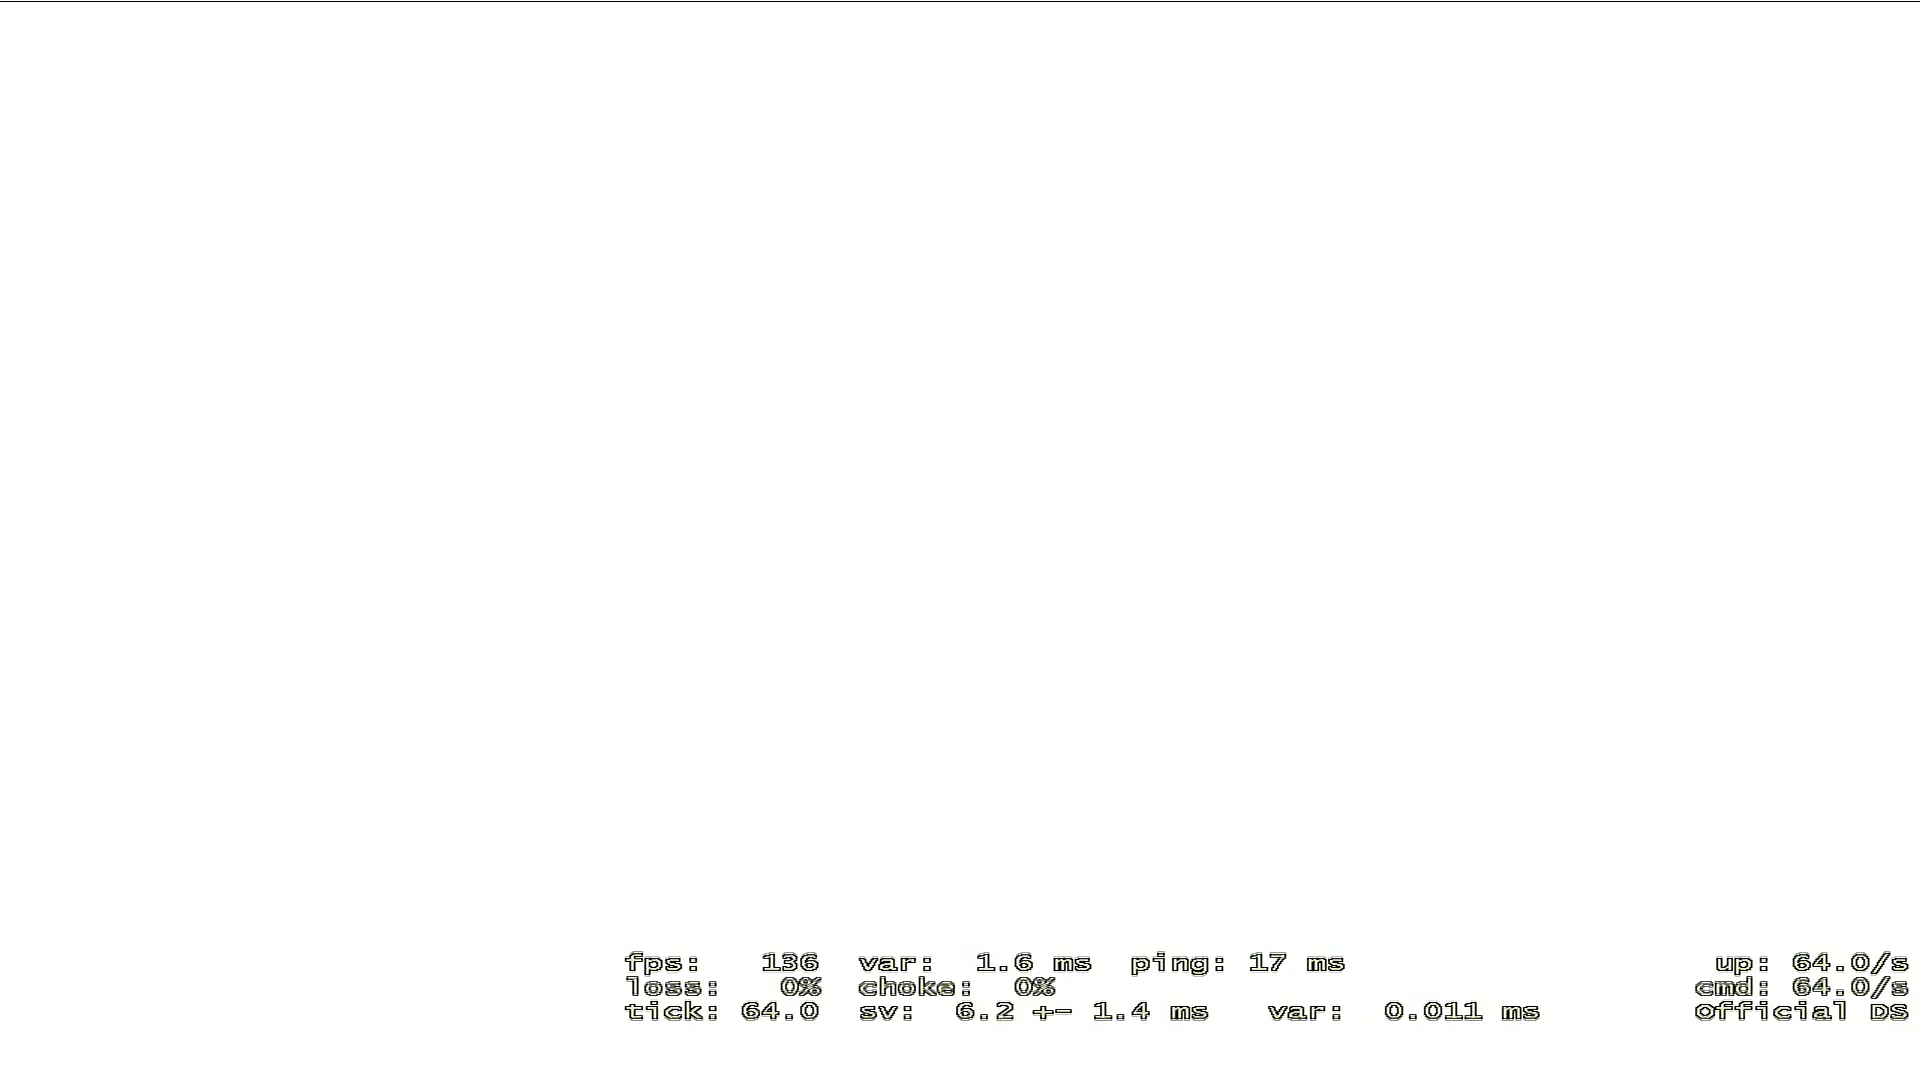 fps: 136 var: 1.6 ms ping: 17 ms up: 64.0/s
loss: 0% choke: 0% cmd: 64.0/s
tick: 64.0 sv: 6.2 +- 1.4 ms var: 0.011 ms Official DS